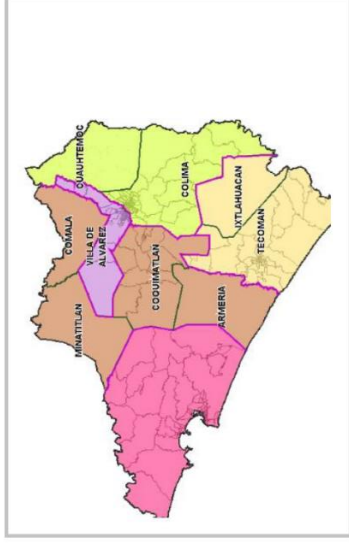 CUAUHTEMOC
COMALA
VILLA DE
ALVAREZ
COLIMA
MINATITLAN
COQUIMATLAN
IXTLAHUACAN
TECOMAN
ARMERIA